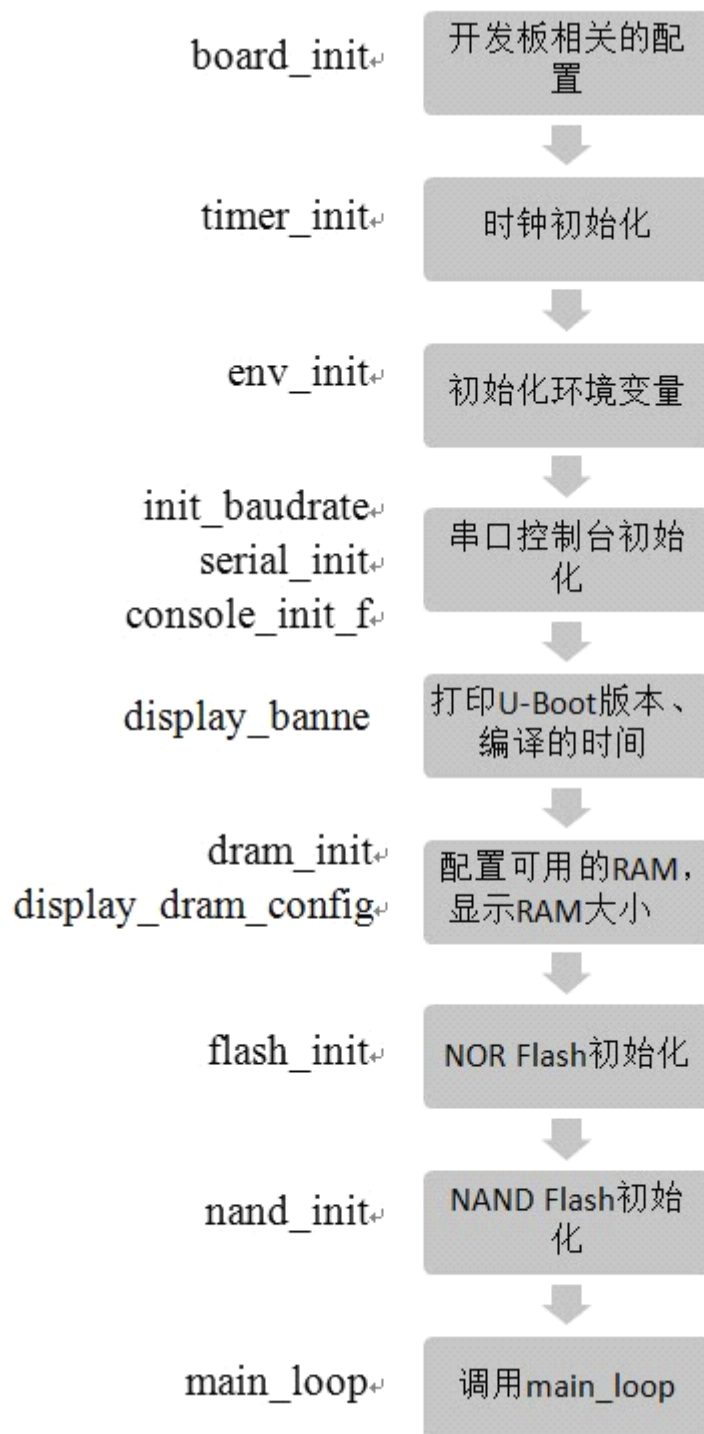 board_init
开发板相关的配
置
timer_init
时钟初始化
env_init
初始化环境变量
init_baudrate
serial_init
console_init_f
串口控制台初始
化
display_banne
打印U-Boot版本、
编译的时间
dram_init
display_dram_config
配置可用的RAM，
显示RAM大小
flash_init
NOR Flash初始化
nand_init
NAND Flash初始
化
main_loop
调用main_loop